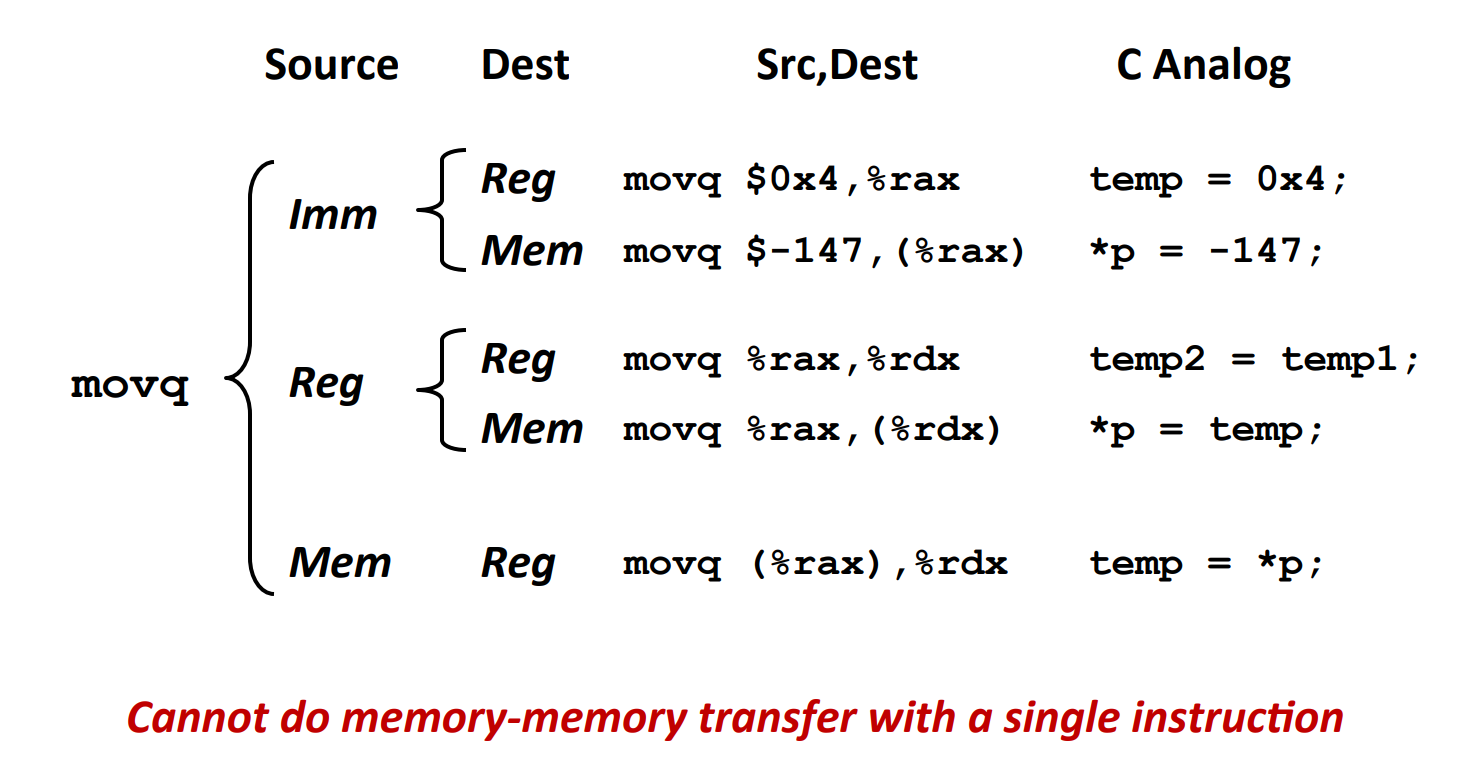 Source Dest Src,Dest C Analog
Imm Reg movq $0x4,%rax temp = 0x4;
Mem movq $-147,(%rax) *p = -147;
movq Reg Reg movq %rax,%rdx temp2 = temp1;
Mem movq %rax,(%rdx) *p = temp;
Mem Reg movq (%rax),%rdx temp = *p;
Cannot do memory-memory transfer with a single instruction